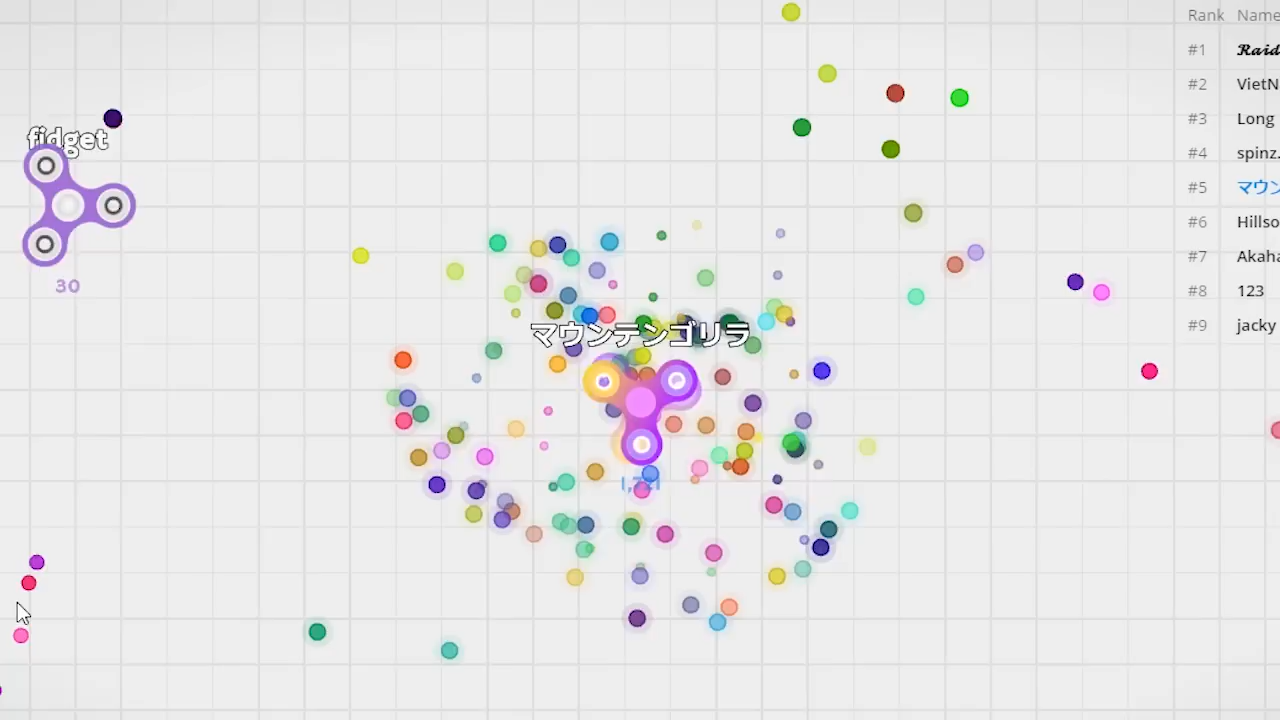 Rank Name
#1 𝓡𝓪𝓲𝓭
#2 VietN
#3 Long
#4 spinz.
#5 マウン
#6 Hillso
#7 Akaha
#8 123
#9 jacky
fidget
30
マウンテンゴリラ